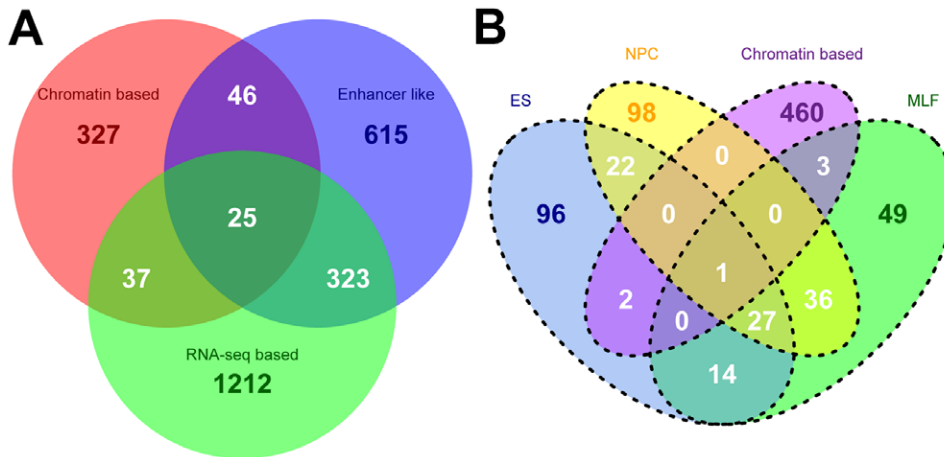 A
Chromatin based
327
46
Enhancer like
615
25
37
323
RNA-seq based
1212
B
NPC
Chromatin based
ES
MLF
98
460
22
0
3
96
0
0
49
2
1
36
0
27
14